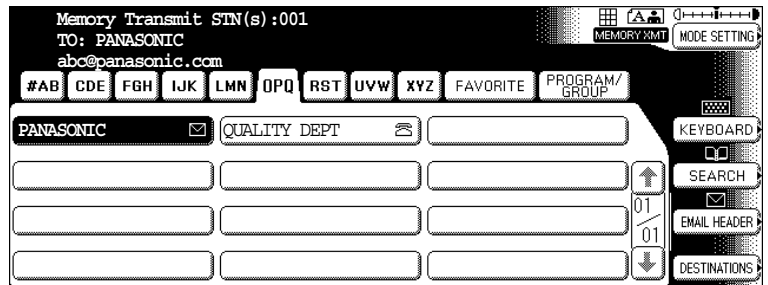 Memory Transmit STN(s):001
TO: PANASONIC
abc@panasonic.com
MEMORY XMT
MODE SETTING
#AB CDE FGH IJK LMN OPQ RST UVW XYZ FAVORITE PROGRAM/
GROUP
PANASONIC QUALITY DEPT
KEYBOARD
SEARCH
01
01
EMAIL HEADER
DESTINATIONS